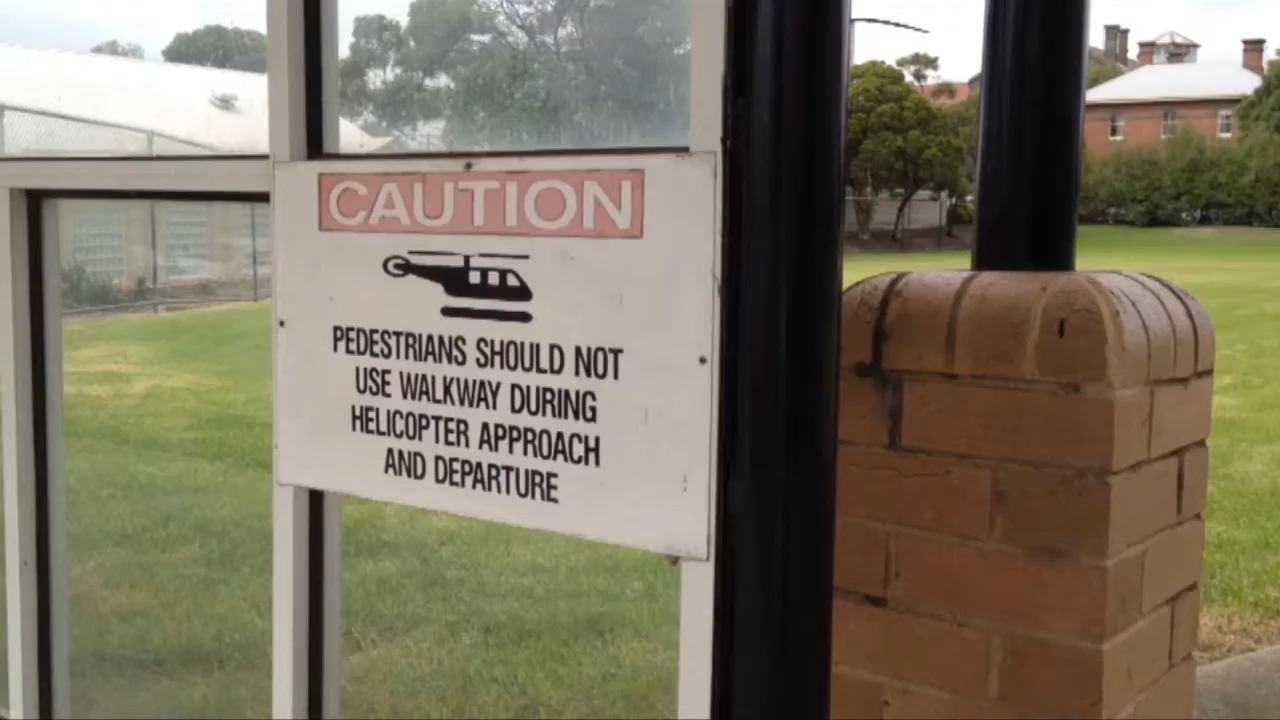 CAUTION
PEDESTRIANS SHOULD NOT
USE WALKWAY DURING
HELICOPTER APPROACH
AND DEPARTURE